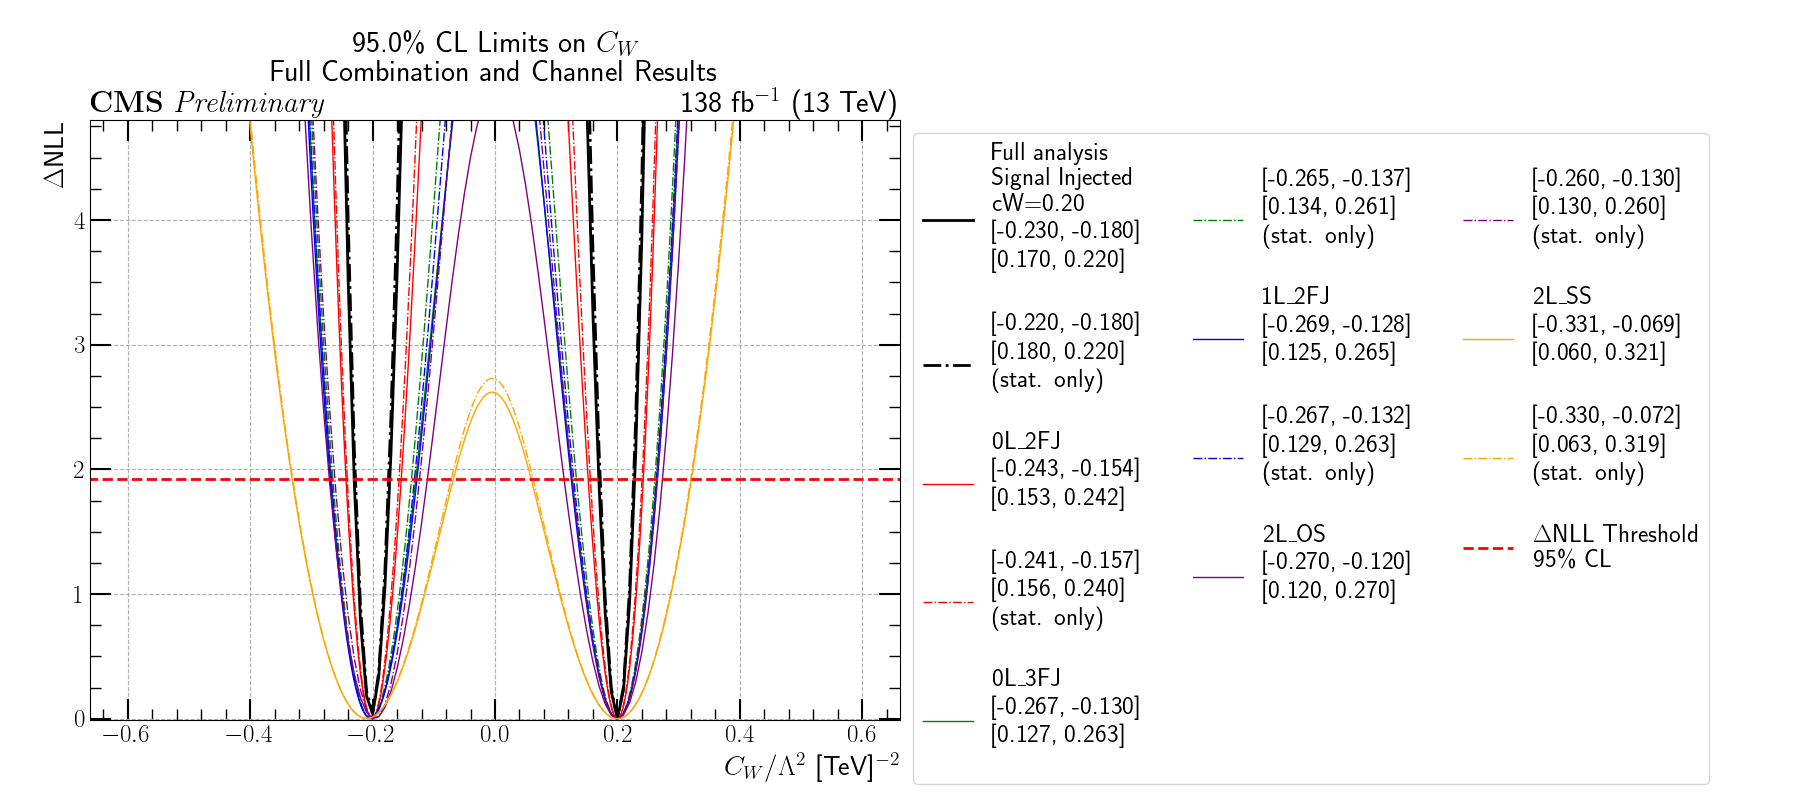 95.0% CL Limits on C_W
Full Combination and Channel Results
CMS Preliminary
138 fb⁻¹ (13 TeV)
ΔNLL
4
3
2
1
0
−0.6
−0.4
−0.2
0.0
0.2
0.4
0.6
C_W/Λ² [TeV]⁻²
Full analysis
Signal Injected
cW=0.20
[-0.230, -0.180]
[0.170, 0.220]
[-0.220, -0.180]
[0.180, 0.220]
(stat. only)
0L_2FJ
[-0.243, -0.154]
[0.153, 0.242]
[-0.241, -0.157]
[0.156, 0.240]
(stat. only)
0L_3FJ
[-0.267, -0.130]
[0.127, 0.263]
[-0.265, -0.137]
[0.134, 0.261]
(stat. only)
1L_2FJ
[-0.269, -0.128]
[0.125, 0.265]
[-0.267, -0.132]
[0.129, 0.263]
(stat. only)
2L_OS
[-0.270, -0.120]
[0.120, 0.270]
[-0.260, -0.130]
[0.130, 0.260]
(stat. only)
2L_SS
[-0.331, -0.069]
[0.060, 0.321]
[-0.330, -0.072]
[0.063, 0.319]
(stat. only)
ΔNLL Threshold
95% CL